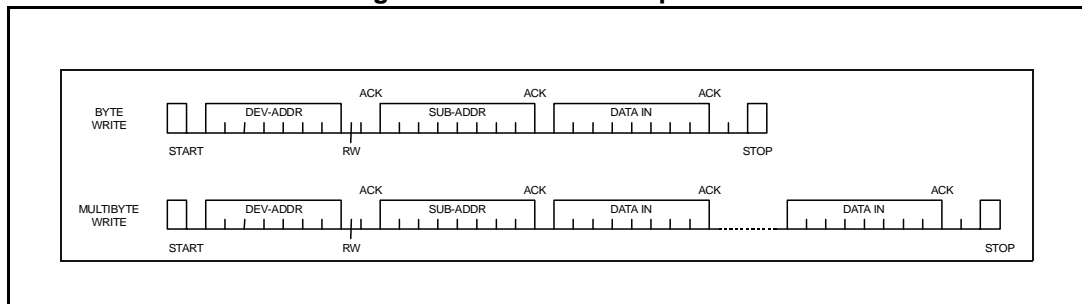 ACK ACK ACK
BYTE WRITE DEV-ADDR SUB-ADDR DATA IN
START RW STOP
ACK ACK ACK ACK
MULTIBYTE WRITE DEV-ADDR SUB-ADDR DATA IN DATA IN
START RW STOP